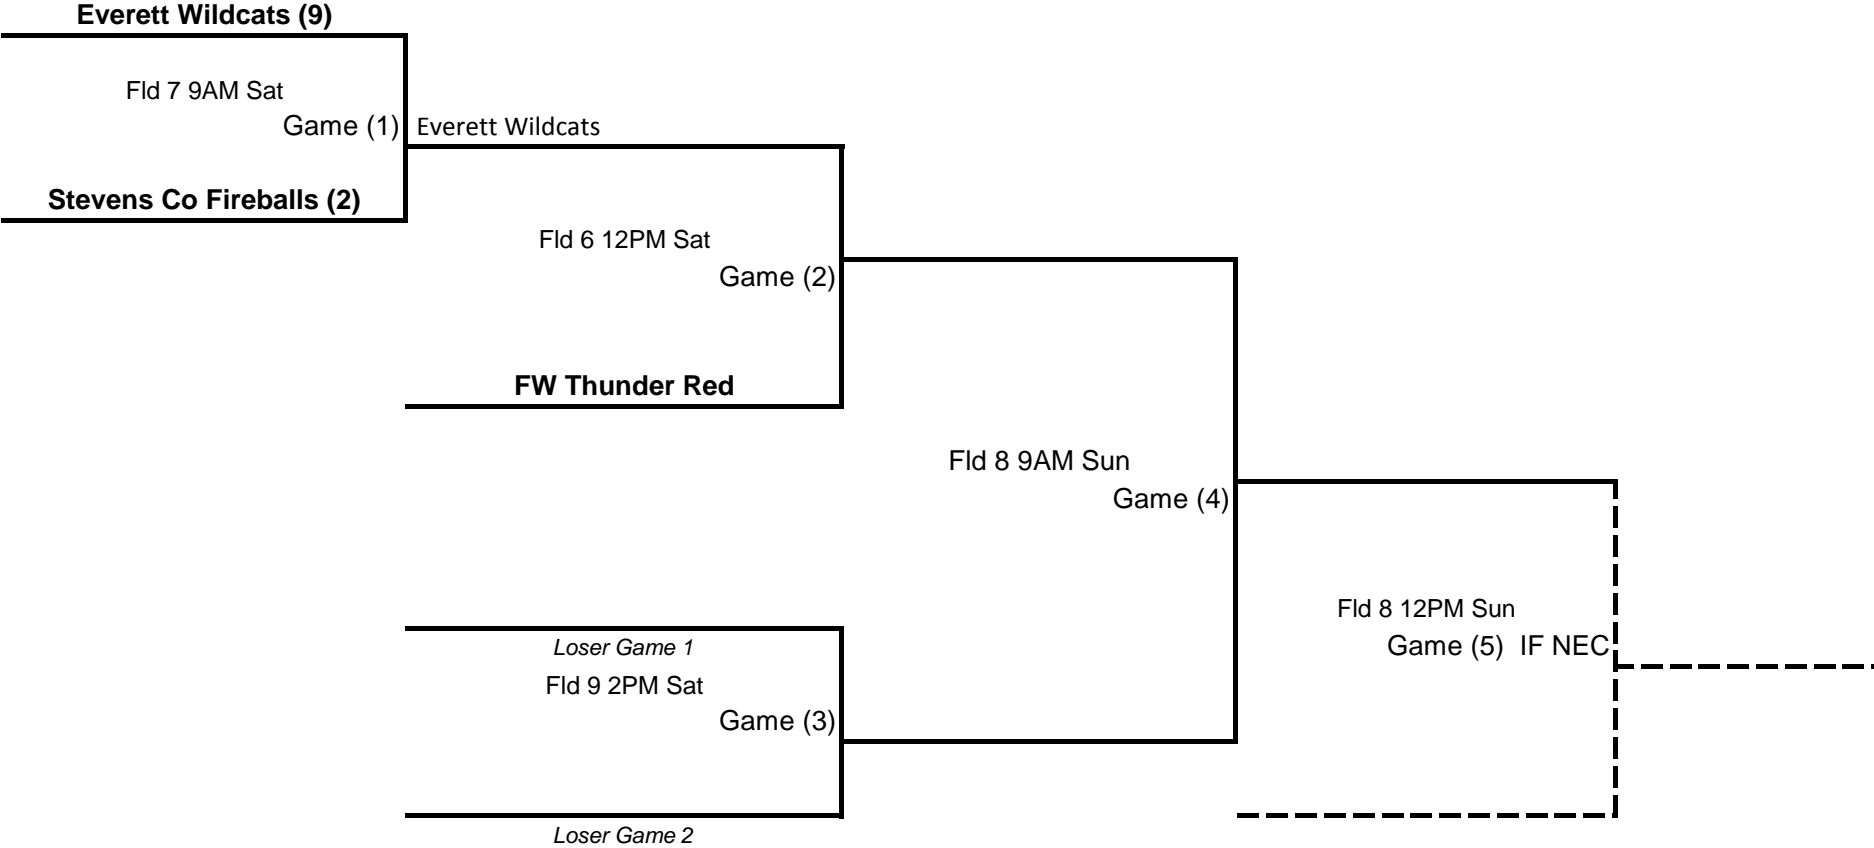 Everett Wildcats (9)
Fld 7 9AM Sat
Game (1)
Everett Wildcats
Stevens Co Fireballs (2)
Fld 6 12PM Sat
Game (2)
FW Thunder Red
Fld 8 9AM Sun
Game (4)
Fld 8 12PM Sun
Game (5) IF NEC
Loser Game 1
Fld 9 2PM Sat
Game (3)
Loser Game 2